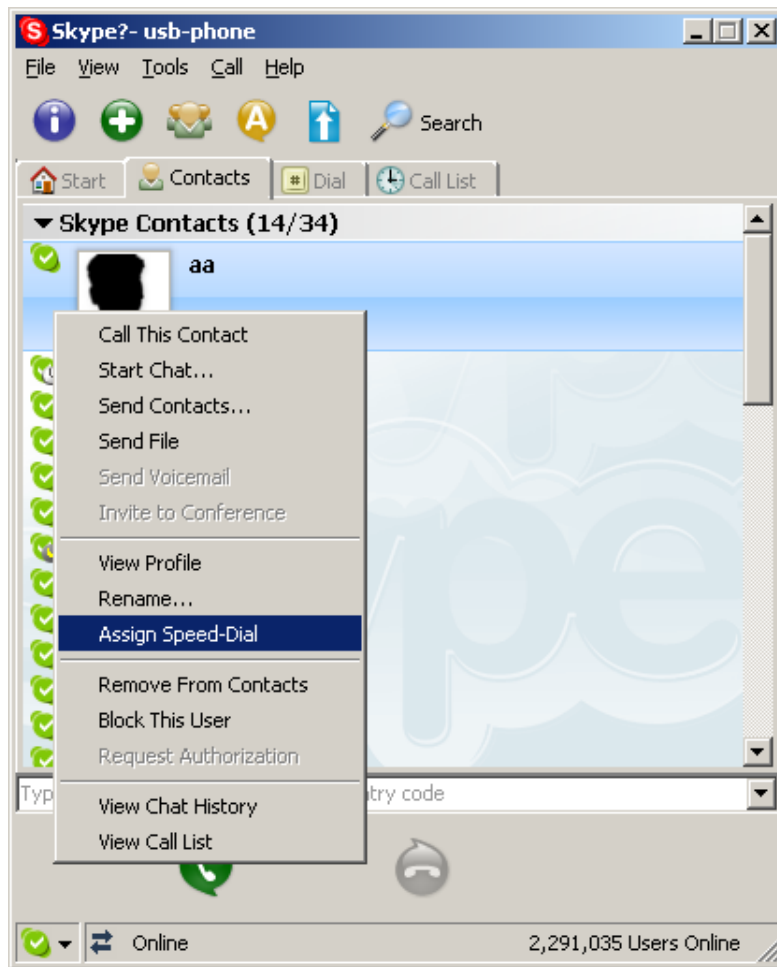 Skype?- usb-phone
File View Tools Call Help
A Search
Start Contacts # Dial Call List
Skype Contacts (14/34)
aa
Call This Contact
Start Chat...
Send Contacts...
Send File
Send Voicemail
Invite to Conference
View Profile
Rename...
Assign Speed-Dial
Remove From Contacts
Block This User
Request Authorization
View Chat History
View Call List
code
Online 2,291,035 Users Online